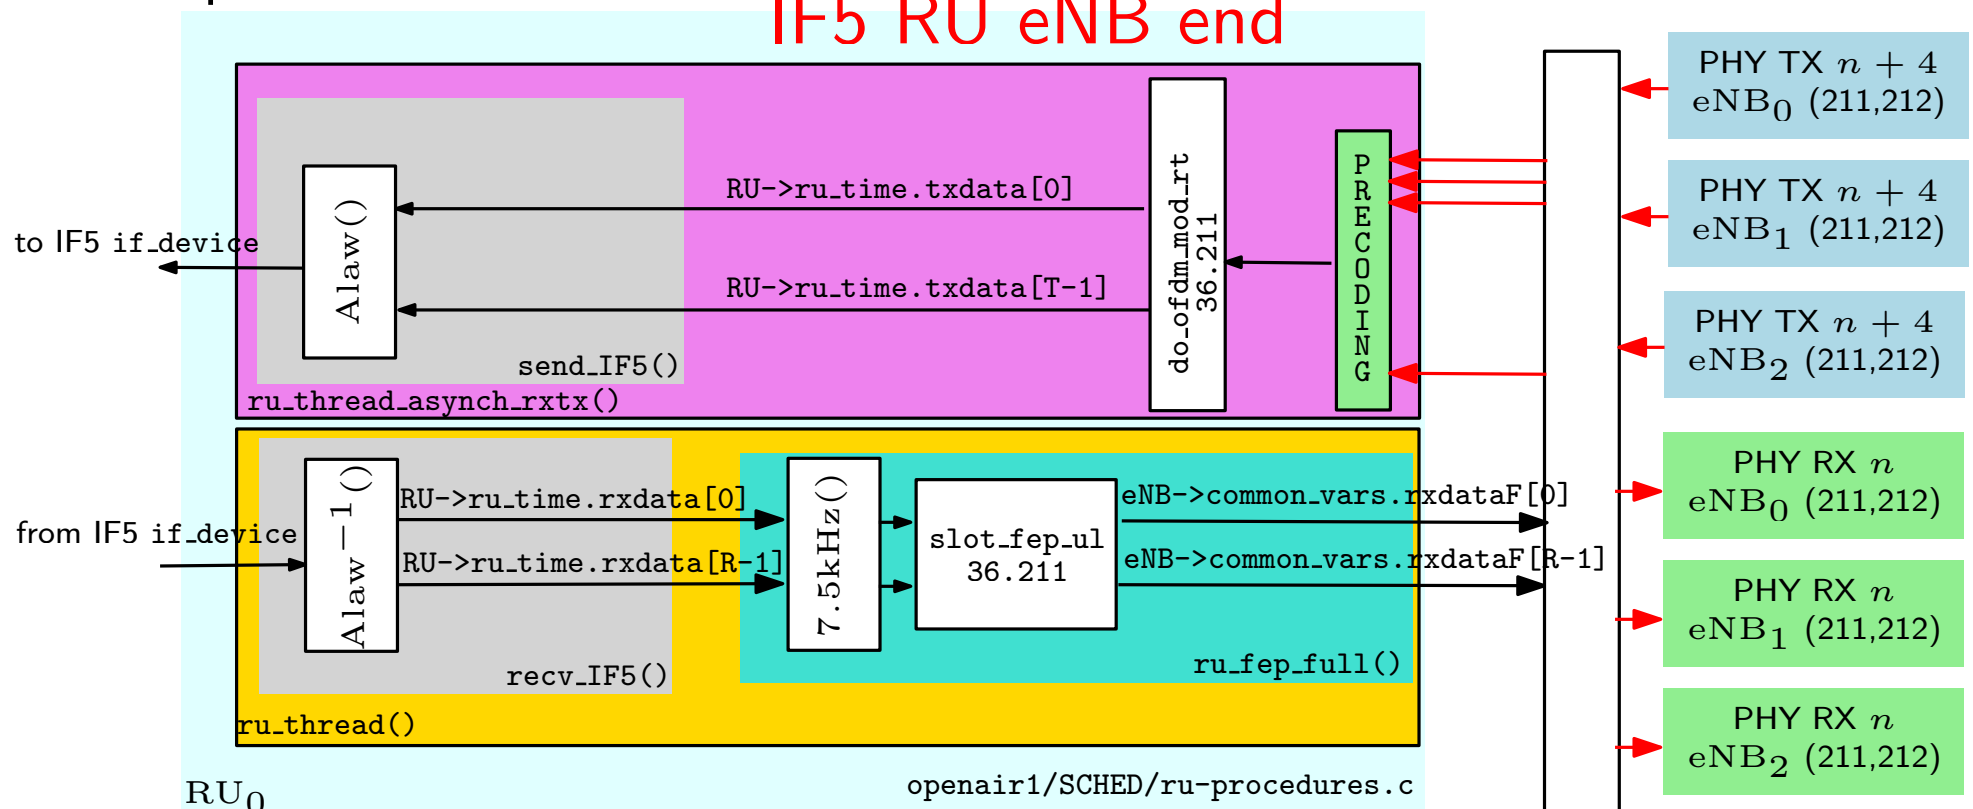 IF5 RU eNB end
PHY TX n + 4
eNB0 (211,212)
PHY TX n + 4
eNB1 (211,212)
PHY TX n + 4
eNB2 (211,212)
PRECODING
do_ofdm_mod_rt
36.211
RU->ru_time.txdata[0]
RU->ru_time.txdata[T-1]
Alaw()
to IF5 if_device
send_IF5()
ru_thread_asynch_rxtx()
from IF5 if_device
Alaw−1()
RU->ru_time.rxdata[0]
RU->ru_time.rxdata[R-1]
7.5kHz()
slot_fep_ul
36.211
eNB->common_vars.rxdataF[0]
eNB->common_vars.rxdataF[R-1]
recv_IF5()
ru_fep_full()
ru_thread()
PHY RX n
eNB0 (211,212)
PHY RX n
eNB1 (211,212)
PHY RX n
eNB2 (211,212)
RU0
openair1/SCHED/ru-procedures.c